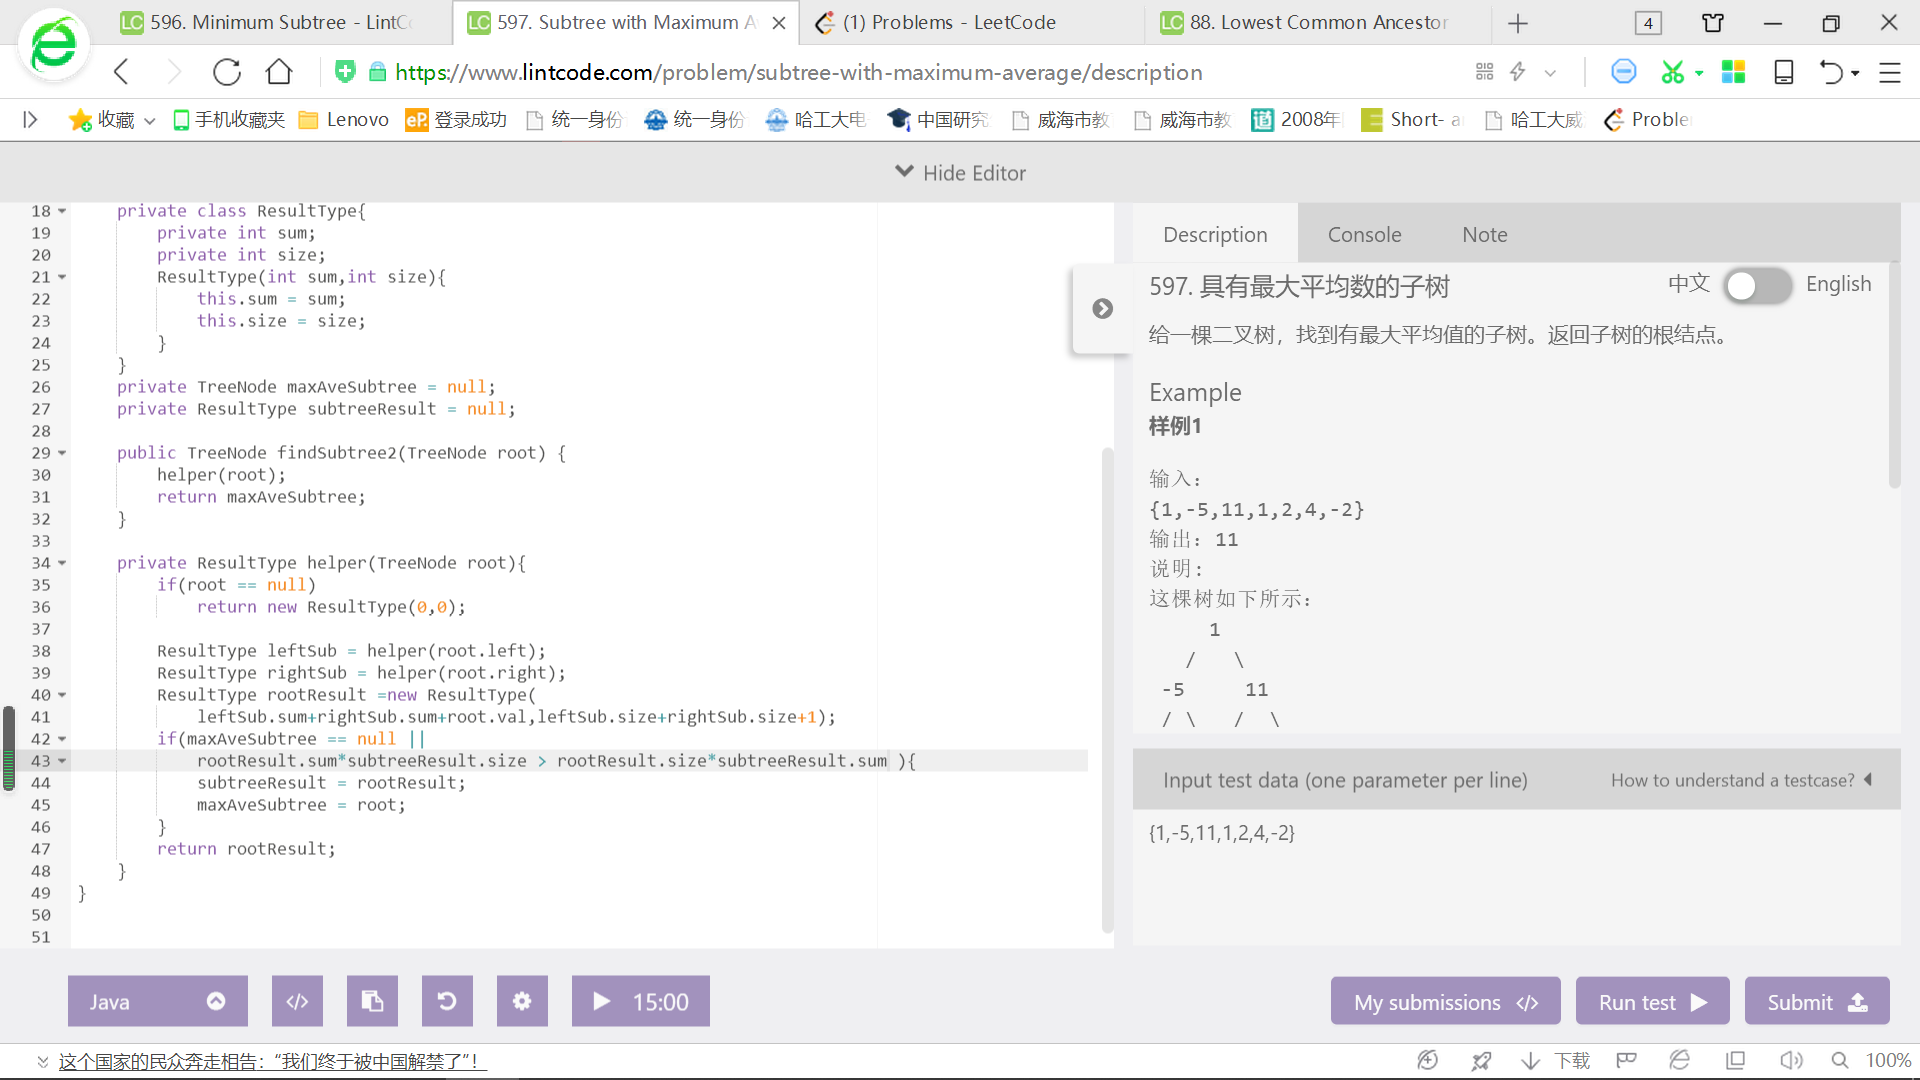 596. Minimum Subtree - LintC
597. Subtree with Maximum A
(1) Problems - LeetCode
88. Lowest Common Ancestor
4
https://www.lintcode.com/problem/subtree-with-maximum-average/description
收藏
手机收藏夹
Lenovo
登录成功
统一身份
统一身份
哈工大电
中国研究
威海市教
威海市教
2008年
Short- a
哈工大威
Proble
Hide Editor
18 private class ResultType{
19 private int sum;
20 private int size;
21 ResultType(int sum,int size){
22 this.sum = sum;
23 this.size = size;
24 }
25 }
26 private TreeNode maxAveSubtree = null;
27 private ResultType subtreeResult = null;
28
29 public TreeNode findSubtree2(TreeNode root) {
30 helper(root);
31 return maxAveSubtree;
32 }
33
34 private ResultType helper(TreeNode root){
35 if(root == null)
36 return new ResultType(0,0);
37
38 ResultType leftSub = helper(root.left);
39 ResultType rightSub = helper(root.right);
40 ResultType rootResult =new ResultType(
41 leftSub.sum+rightSub.sum+root.val,leftSub.size+rightSub.size+1);
42 if(maxAveSubtree == null ||
43 rootResult.sum*subtreeResult.size > rootResult.size*subtreeResult.sum ){
44 subtreeResult = rootResult;
45 maxAveSubtree = root;
46 }
47 return rootResult;
48 }
49 }
50
51
Description
Console
Note
597. 具有最大平均数的子树
中文
English
给一棵二叉树，找到有最大平均值的子树。返回子树的根结点。
Example
样例1
输入：
{1,-5,11,1,2,4,-2}
输出：11
说明：
这棵树如下所示：
1
/ \
-5 11
/ \ / \
Input test data (one parameter per line)
How to understand a testcase?
{1,-5,11,1,2,4,-2}
Java
15:00
My submissions
Run test
Submit
这个国家的民众奔走相告：“我们终于被中国解禁了”！
下载
100%